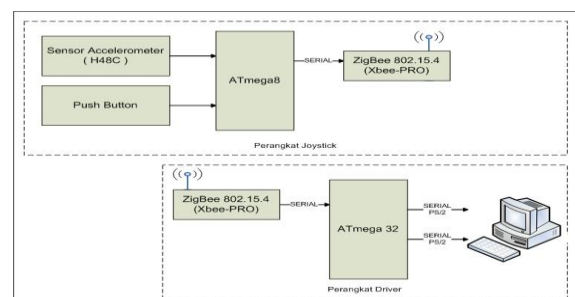 Sensor Accelerometer
( H48C )
Push Button
ATmega8
SERIAL
ZigBee 802.15.4
(Xbee-PRO)
Perangkat Joystick
ZigBee 802.15.4
(Xbee-PRO)
SERIAL
ATmega 32
SERIAL
PS/2
SERIAL
PS/2
Perangkat Driver